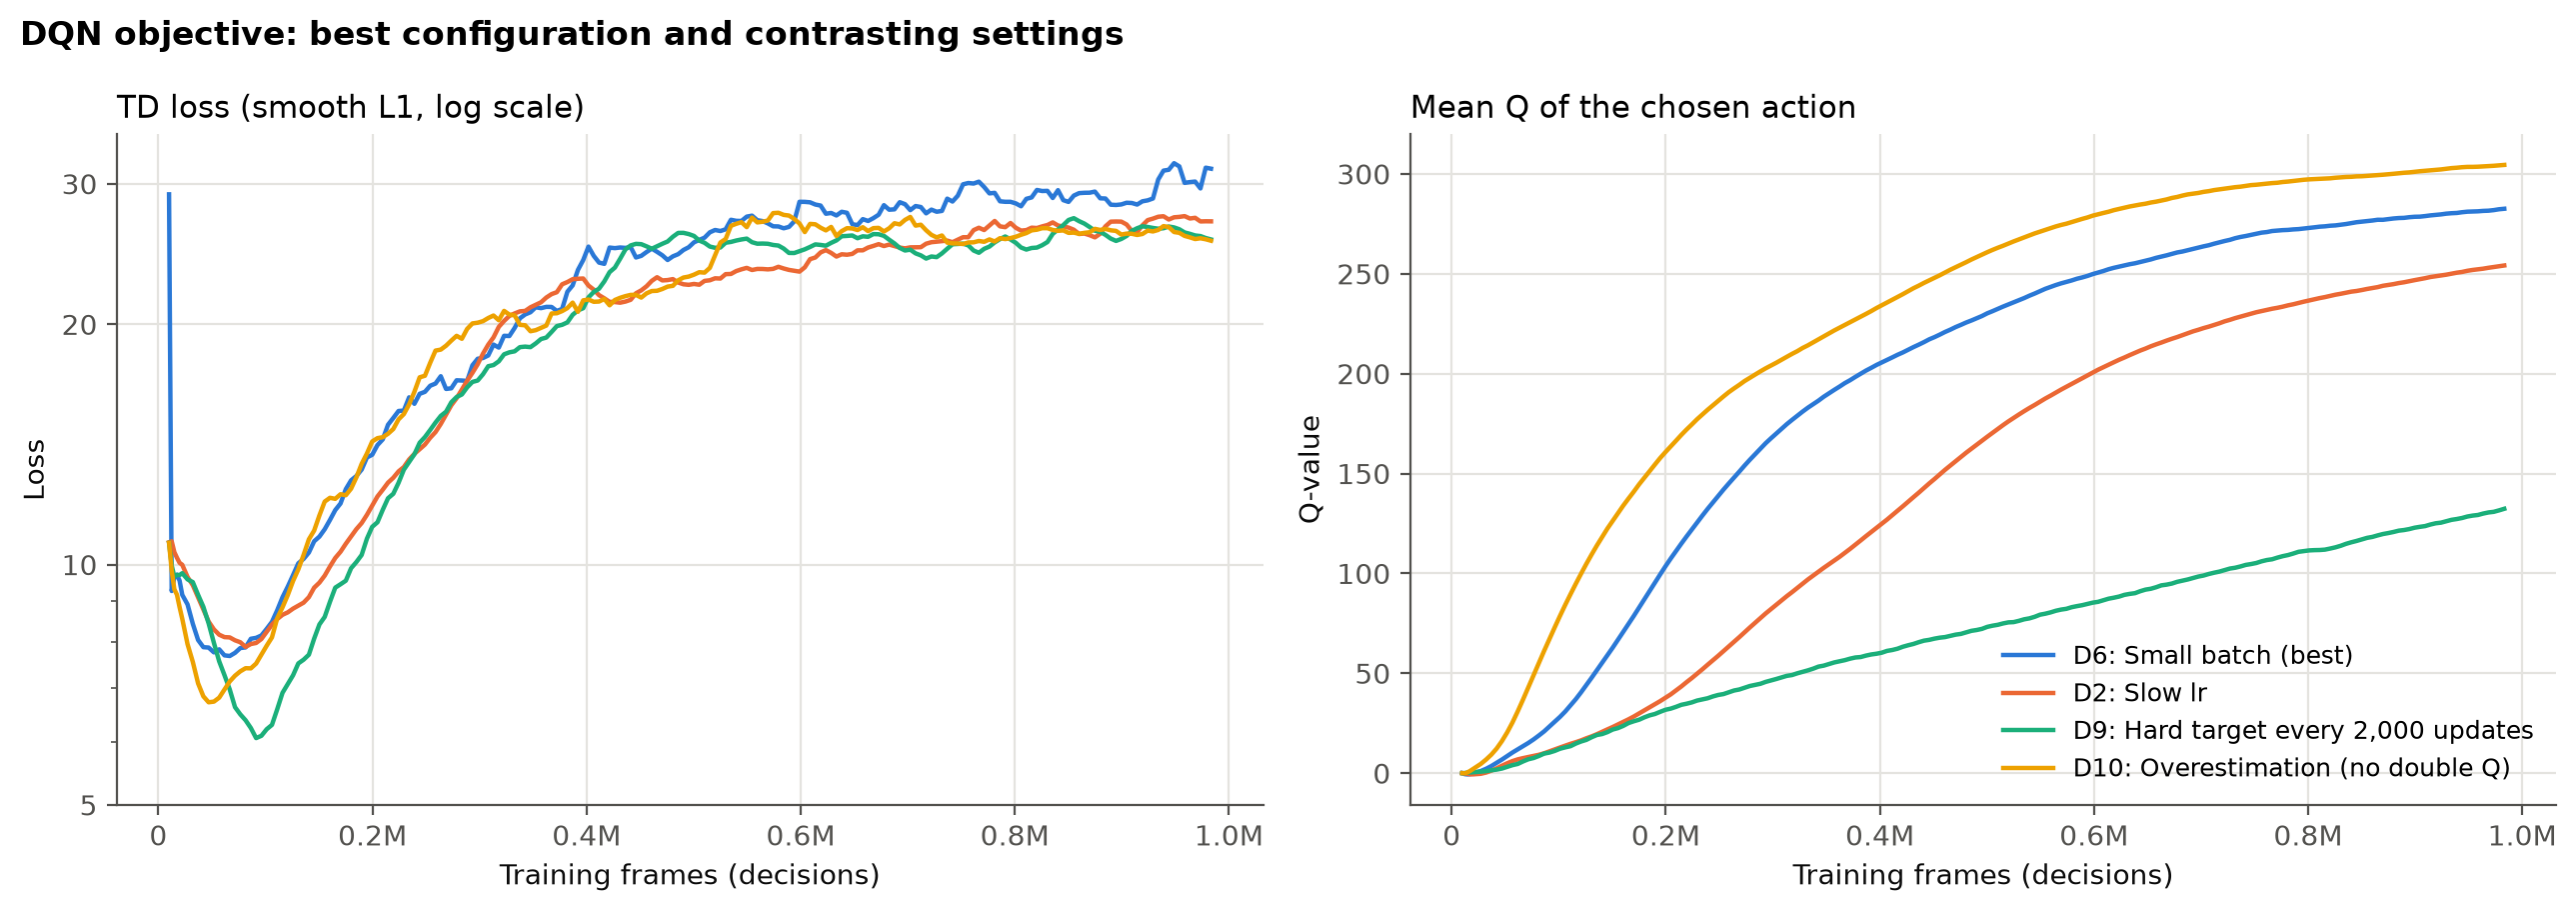 DQN objective: best configuration and contrasting settings
TD loss (smooth L1, log scale)
Loss
30
20
10
5
0 0.2M 0.4M 0.6M 0.8M 1.0M
Training frames (decisions)
Mean Q of the chosen action
Q-value
300
250
200
150
100
50
0
D6: Small batch (best)
D2: Slow lr
D9: Hard target every 2,000 updates
D10: Overestimation (no double Q)
0 0.2M 0.4M 0.6M 0.8M 1.0M
Training frames (decisions)